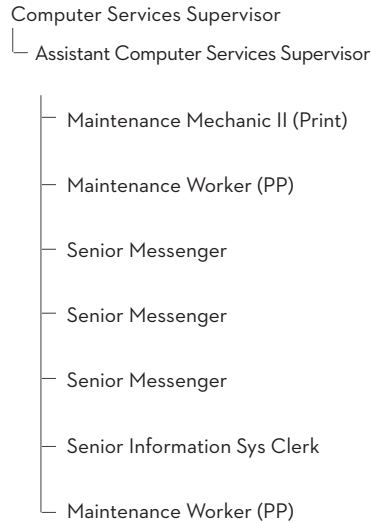 Computer Services Supervisor
Assistant Computer Services Supervisor
Maintenance Mechanic II (Print)
Maintenance Worker (PP)
Senior Messenger
Senior Messenger
Senior Messenger
Senior Information Sys Clerk
Maintenance Worker (PP)